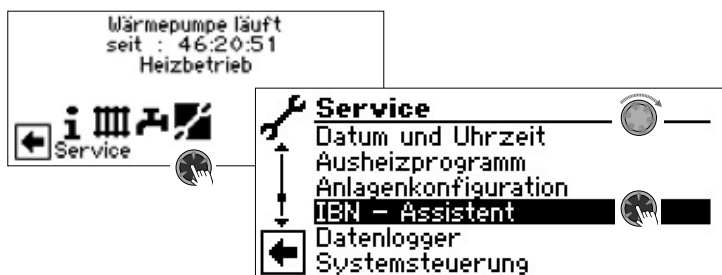 Wärmepumpe läuft
seit : 46:20:51
Heizbetrieb
Service
Service
Datum und Uhrzeit
Ausheizprogramm
Anlagenkonfiguration
IBN - Assistent
Datenlogger
Systemsteuerung